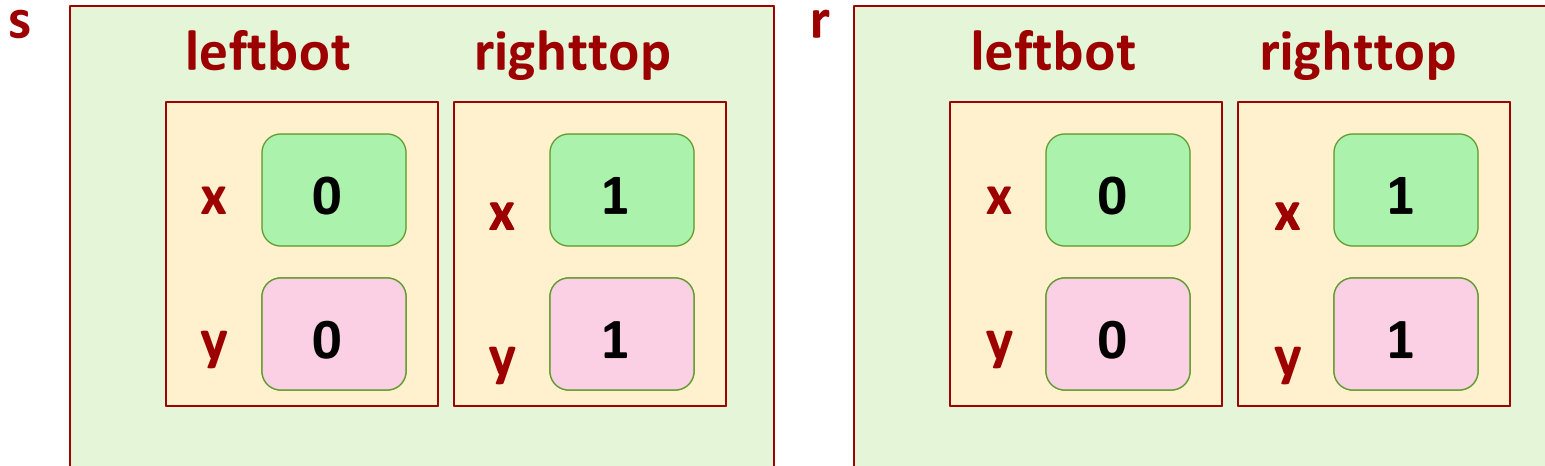 s r
leftbot righttop leftbot righttop
x 0 x 1 x 0 x 1
y 0 y 1 y 0 y 1